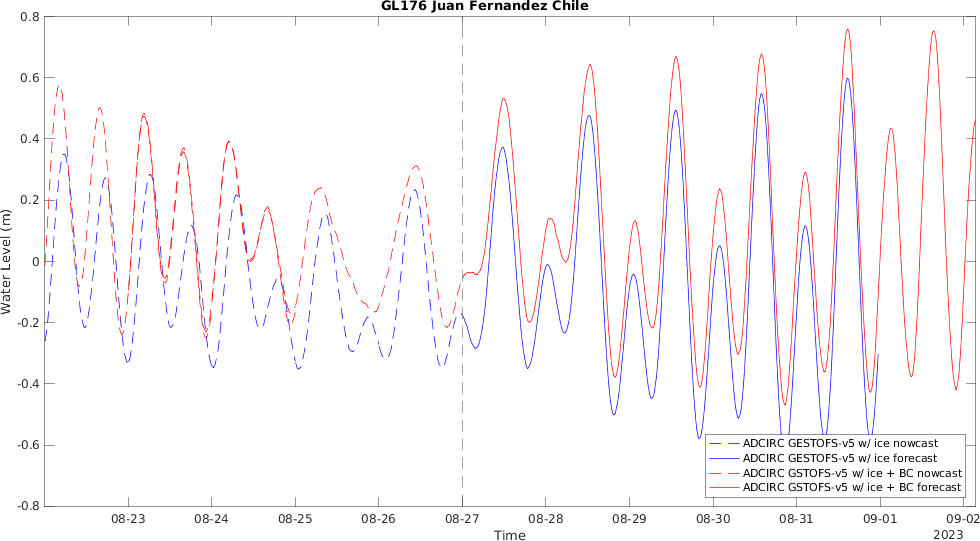 GL176 Juan Fernandez Chile
0.8
0.6
0.4
0.2
0
-0.2
-0.4
-0.6
-0.8
Water Level (m)
ADCIRC GESTOFS-v5 w/ ice nowcast
ADCIRC GESTOFS-v5 w/ ice forecast
ADCIRC GSTOFS-v5 w/ ice + BC nowcast
ADCIRC GSTOFS-v5 w/ ice + BC forecast
08-23 08-24 08-25 08-26 08-27 08-28 08-29 08-30 08-31 09-01 09-02
Time
2023